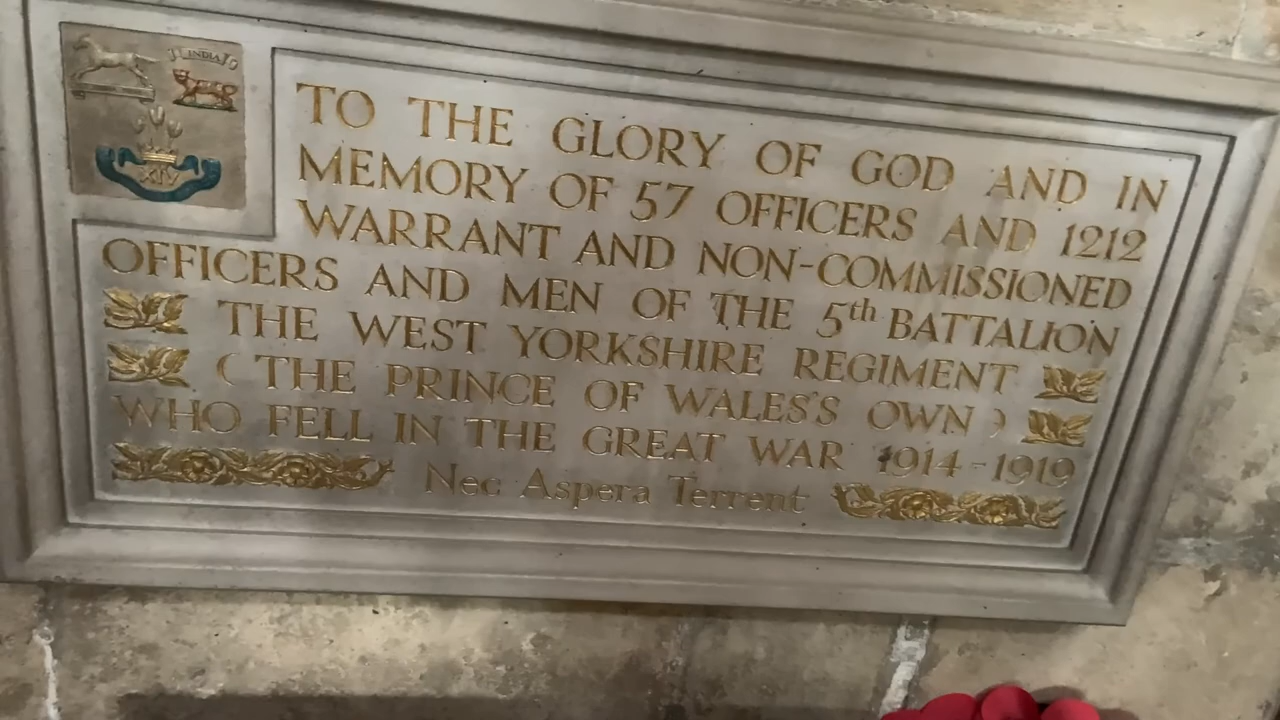 INDIA
XIV
TO THE GLORY OF GOD AND IN
MEMORY OF 57 OFFICERS AND 1212
WARRANT AND NON-COMMISSIONED
OFFICERS AND MEN OF THE 5th BATTALION
THE WEST YORKSHIRE REGIMENT
(THE PRINCE OF WALES'S OWN)
WHO FELL IN THE GREAT WAR 1914-1919
Nec Aspera Terrent